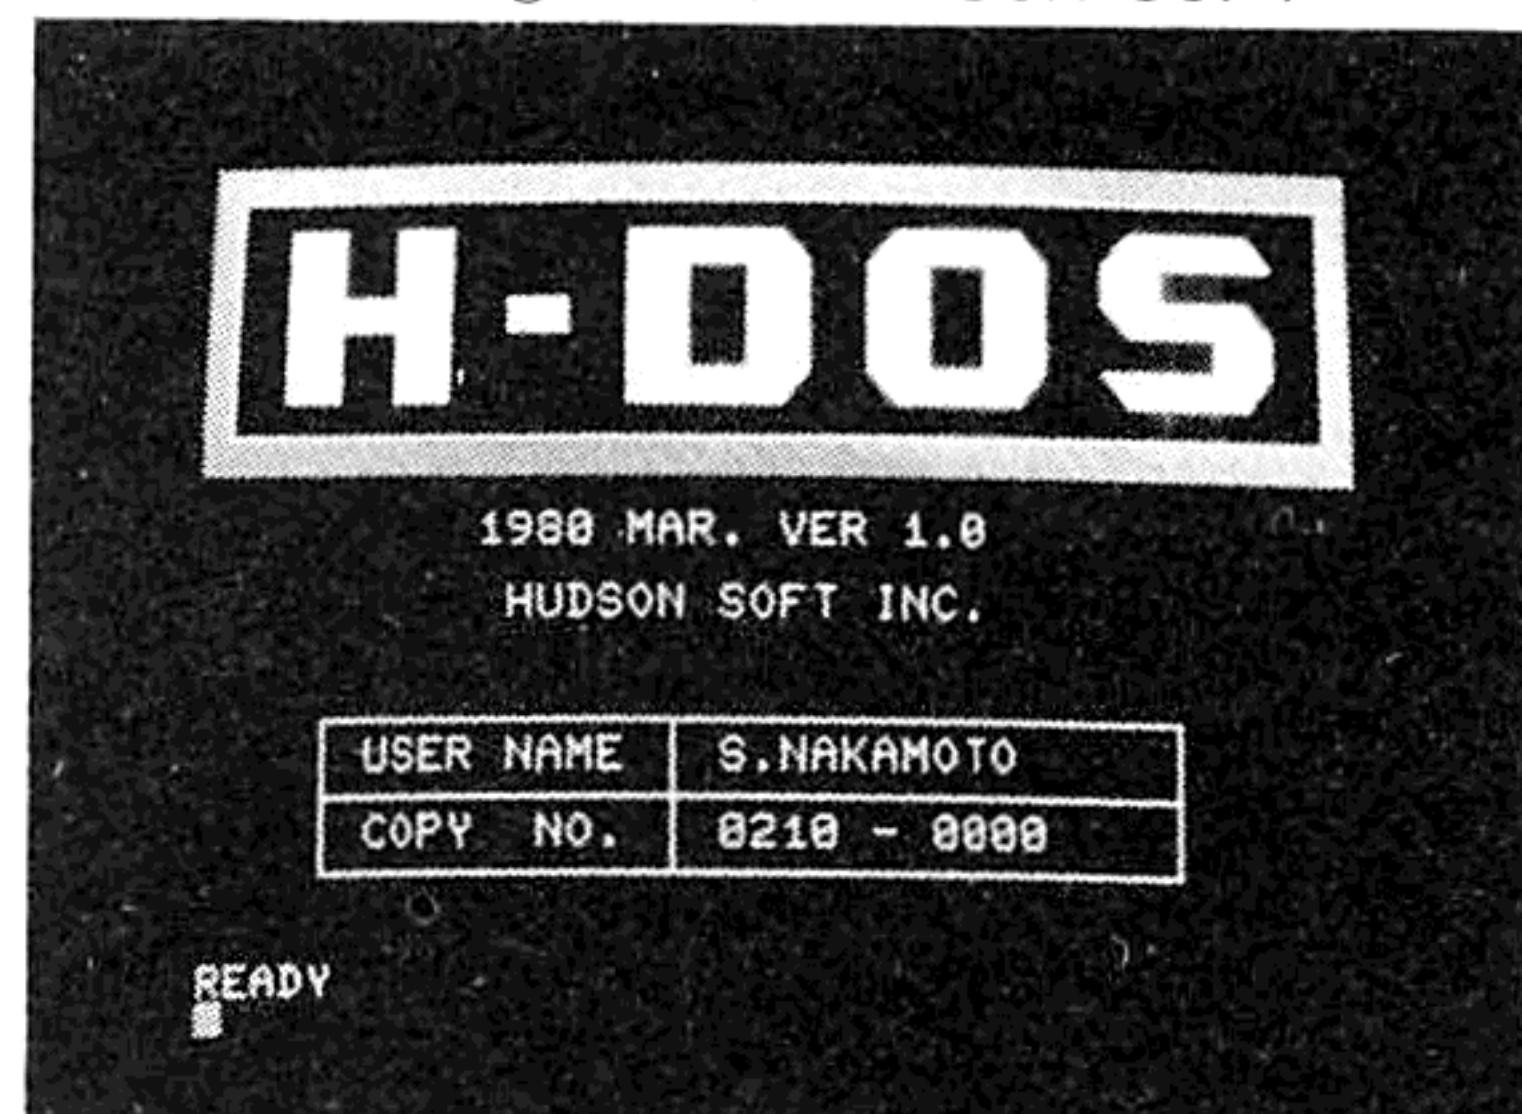 H-DOS
1980 MAR. VER 1.0
HUDSON SOFT INC.
USER NAME S.NAKAMOTO
COPY NO. 0210 - 0000
READY